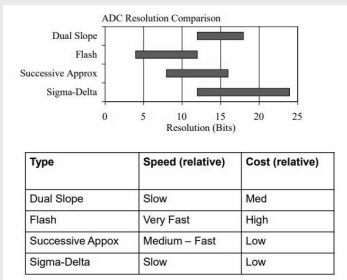 ADC Resolution Comparison
Dual Slope
Flash
Successive Approx
Sigma-Delta
0 5 10 15 20 25
Resolution (Bits)
Type Speed (relative) Cost (relative)
Dual Slope Slow Med
Flash Very Fast High
Successive Appox Medium – Fast Low
Sigma-Delta Slow Low